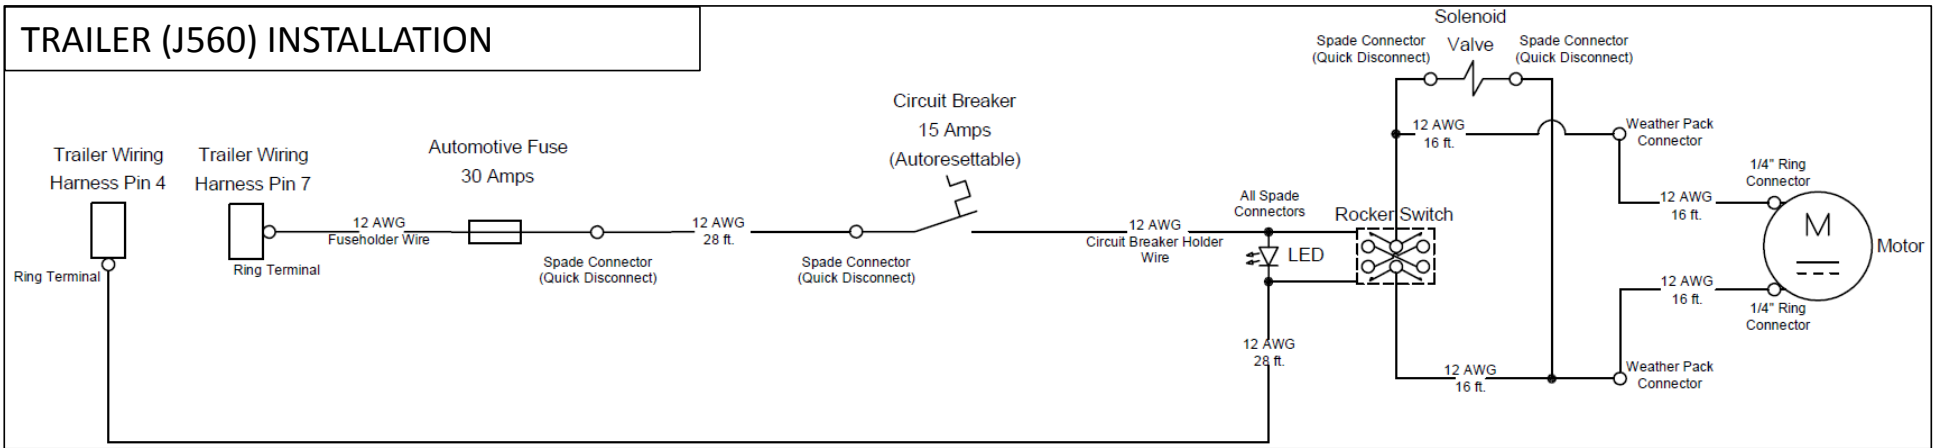 TRAILER (J560) INSTALLATION
Trailer Wiring
Harness Pin 4
Ring Terminal
Trailer Wiring
Harness Pin 7
Ring Terminal
12 AWG
Fuseholder Wire
Automotive Fuse
30 Amps
Spade Connector
(Quick Disconnect)
12 AWG
28 ft.
Spade Connector
(Quick Disconnect)
Circuit Breaker
15 Amps
(Autoresettable)
12 AWG
Circuit Breaker Holder
Wire
All Spade
Connectors
LED
12 AWG
28 ft.
Rocker Switch
Spade Connector
(Quick Disconnect)
Solenoid
Valve
Spade Connector
(Quick Disconnect)
12 AWG
16 ft.
Weather Pack
Connector
12 AWG
16 ft.
1/4" Ring
Connector
M
Motor
12 AWG
16 ft.
1/4" Ring
Connector
12 AWG
16 ft.
Weather Pack
Connector